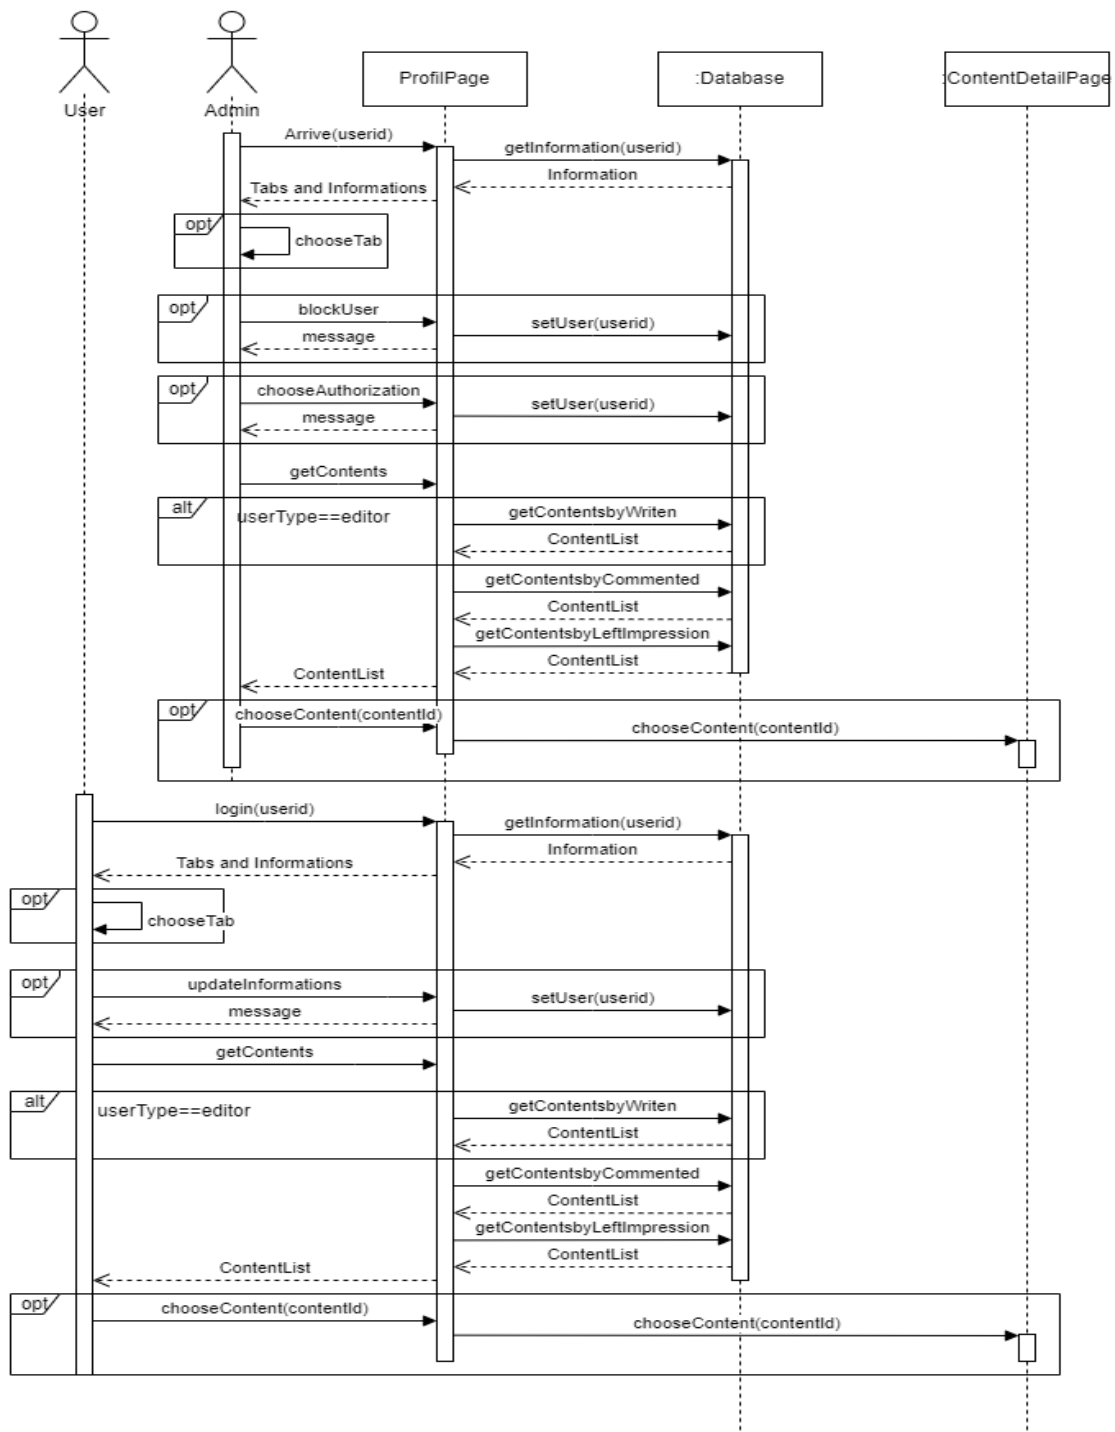 User
Admin
ProfilPage
:Database
:ContentDetailPage
Arrive(userid)
getInformation(userid)
Information
Tabs and Informations
opt
chooseTab
opt
blockUser
setUser(userid)
message
opt
chooseAuthorization
setUser(userid)
message
getContents
alt
userType==editor
getContentsbyWriten
ContentList
getContentsbyCommented
ContentList
getContentsbyLeftImpression
ContentList
ContentList
opt
chooseContent(contentId)
chooseContent(contentId)
login(userid)
getInformation(userid)
Information
Tabs and Informations
opt
chooseTab
opt
updateInformations
setUser(userid)
message
getContents
alt
userType==editor
getContentsbyWriten
ContentList
getContentsbyCommented
ContentList
getContentsbyLeftImpression
ContentList
ContentList
opt
chooseContent(contentId)
chooseContent(contentId)